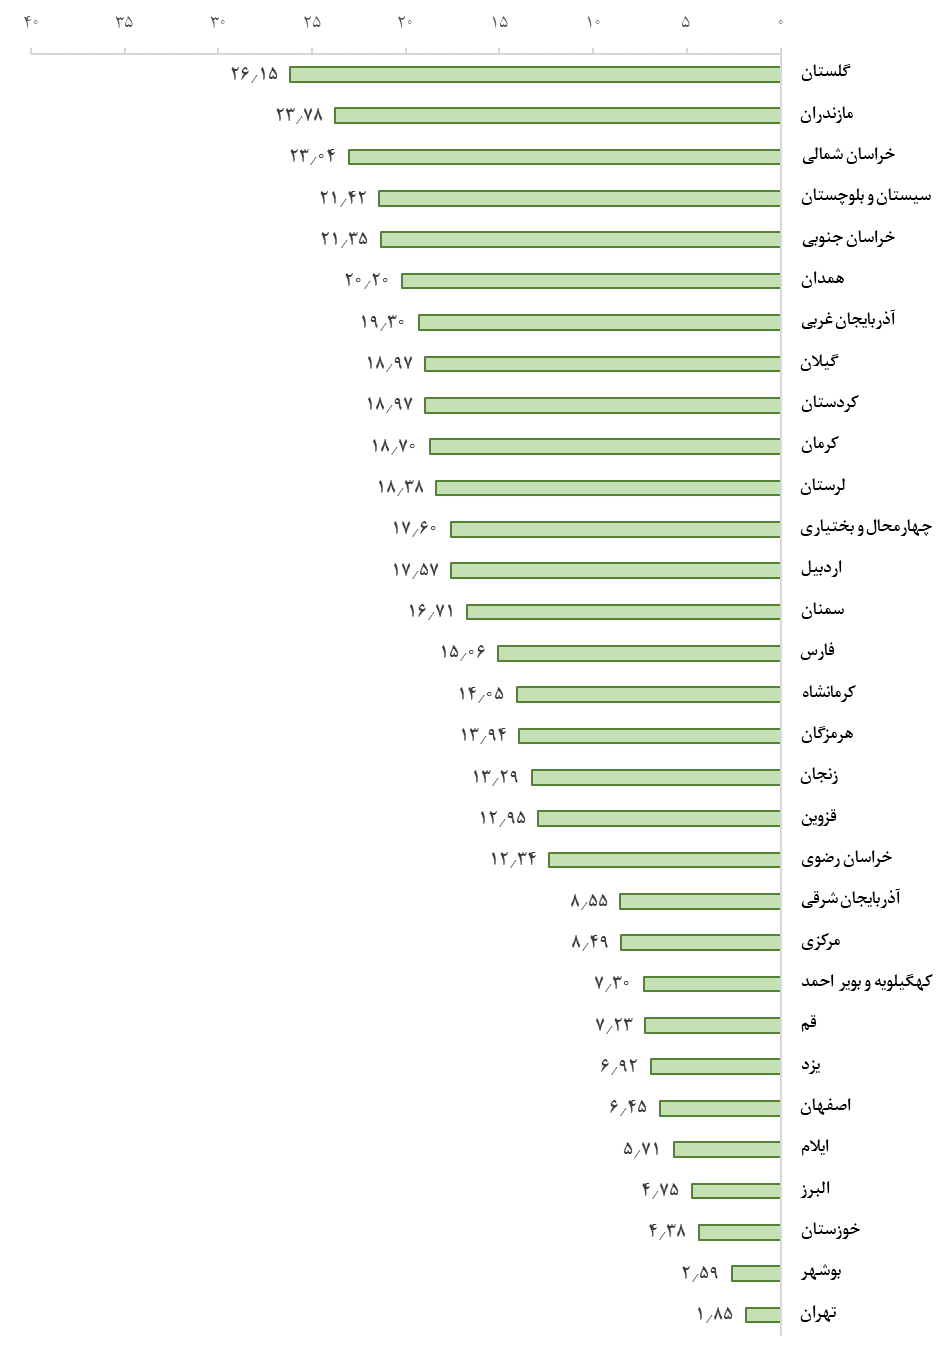 ۴۰ ۳۵ ۳۰ ۲۵ ۲۰ ۱۵ ۱۰ ۵ ۰
گلستان ۲۶٫۱۵
مازندران ۲۳٫۷۸
خراسان شمالی ۲۳٫۰۴
سیستان و بلوچستان ۲۱٫۴۲
خراسان جنوبی ۲۱٫۳۵
همدان ۲۰٫۲۰
آذربایجان غربی ۱۹٫۳۰
گیلان ۱۸٫۹۷
کردستان ۱۸٫۹۷
کرمان ۱۸٫۷۰
لرستان ۱۸٫۳۸
چهارمحال و بختیاری ۱۷٫۶۰
اردبیل ۱۷٫۵۷
سمنان ۱۶٫۷۱
فارس ۱۵٫۰۶
کرمانشاه ۱۴٫۰۵
هرمزگان ۱۳٫۹۴
زنجان ۱۳٫۲۹
قزوین ۱۲٫۹۵
خراسان رضوی ۱۲٫۳۴
آذربایجان شرقی ۸٫۵۵
مرکزی ۸٫۴۹
کهگیلویه و بویر احمد ۷٫۳۰
قم ۷٫۲۳
یزد ۶٫۹۲
اصفهان ۶٫۴۵
ایلام ۵٫۷۱
البرز ۴٫۷۵
خوزستان ۴٫۳۸
بوشهر ۲٫۵۹
تهران ۱٫۸۵